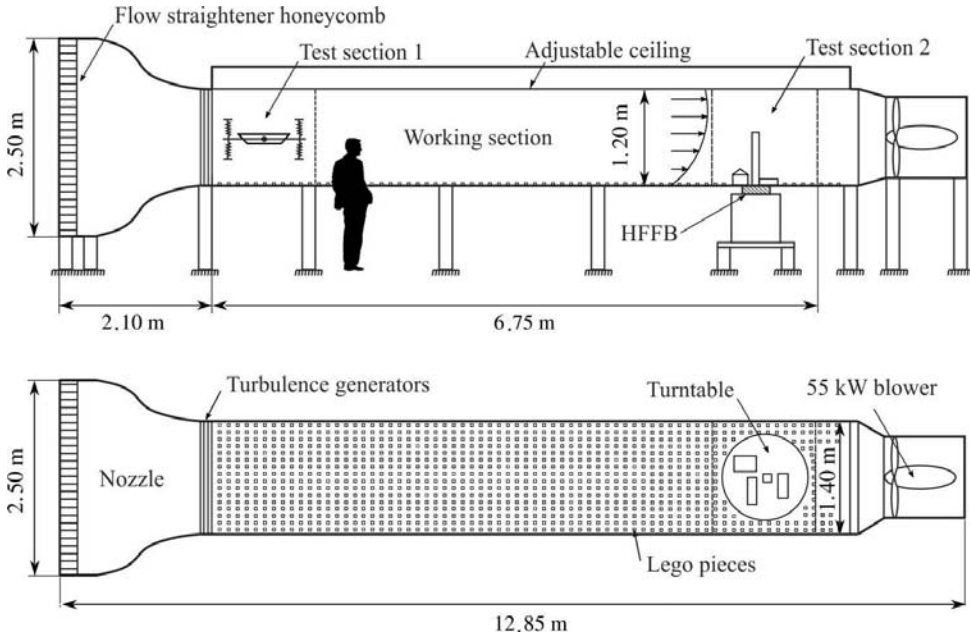 Flow straightener honeycomb
Test section 1
Adjustable ceiling
Test section 2
2.50 m
Working section
1.20 m
HFFB
2.10 m
6.75 m
Turbulence generators
Turntable
55 kW blower
2.50 m
Nozzle
1.40 m
Lego pieces
12.85 m